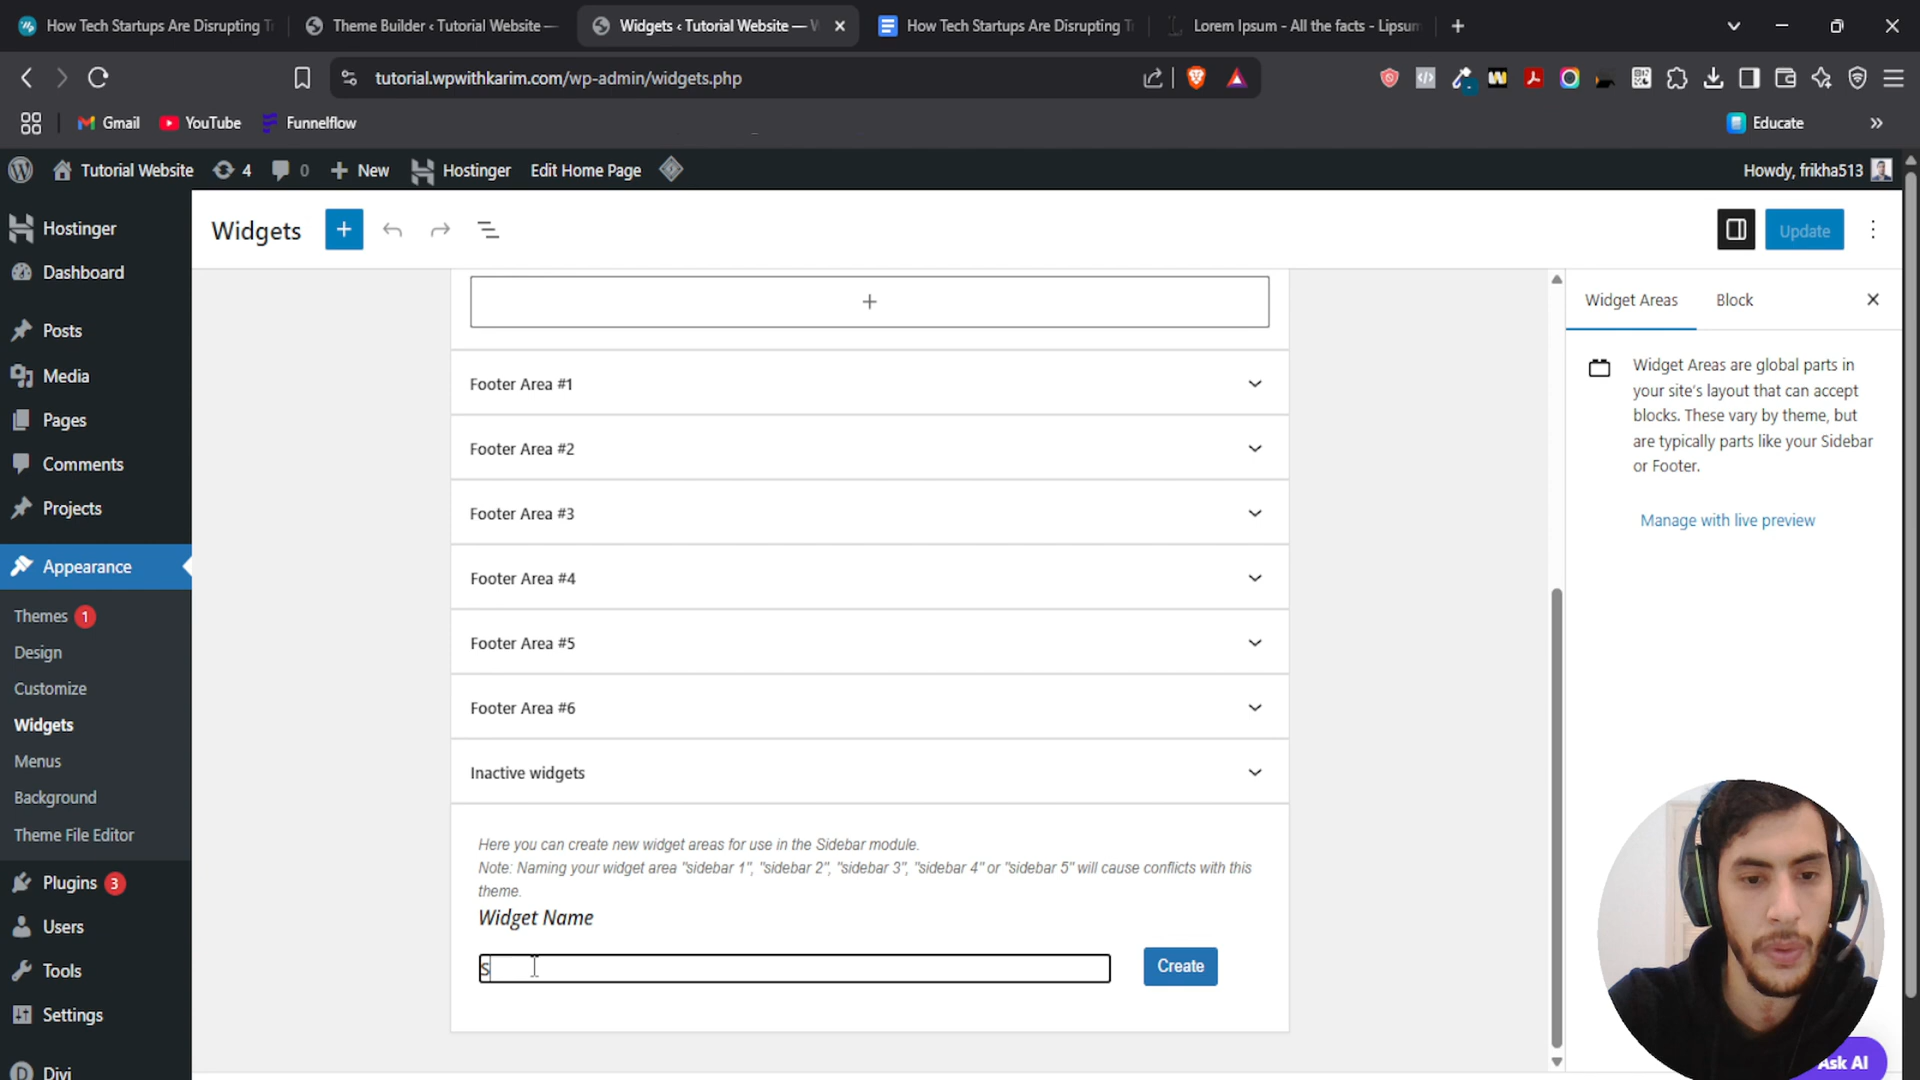 How Tech Startups Are Disrupting T
Theme Builder ‹ Tutorial Website —
Widgets ‹ Tutorial Website — W
How Tech Startups Are Disrupting T
Lorem Ipsum - All the facts - Lipsum
tutorial.wpwithkarim.com/wp-admin/widgets.php
Gmail
YouTube
Funnelflow
Educate
Tutorial Website
4
0
New
Hostinger
Edit Home Page
Howdy, frikha513
Hostinger
Dashboard
Posts
Media
Pages
Comments
Projects
Appearance
Themes 1
Design
Customize
Widgets
Menus
Background
Theme File Editor
Plugins 3
Users
Tools
Settings
Divi
Widgets
Update
Footer Area #1
Footer Area #2
Footer Area #3
Footer Area #4
Footer Area #5
Footer Area #6
Inactive widgets
Here you can create new widget areas for use in the Sidebar module.
Note: Naming your widget area "sidebar 1", "sidebar 2", "sidebar 3", "sidebar 4" or "sidebar 5" will cause conflicts with this
theme.
Widget Name
S
Create
Widget Areas
Block
Widget Areas are global parts in
your site's layout that can accept
blocks. These vary by theme, but
are typically parts like your Sidebar
or Footer.
Manage with live preview
Ask AI